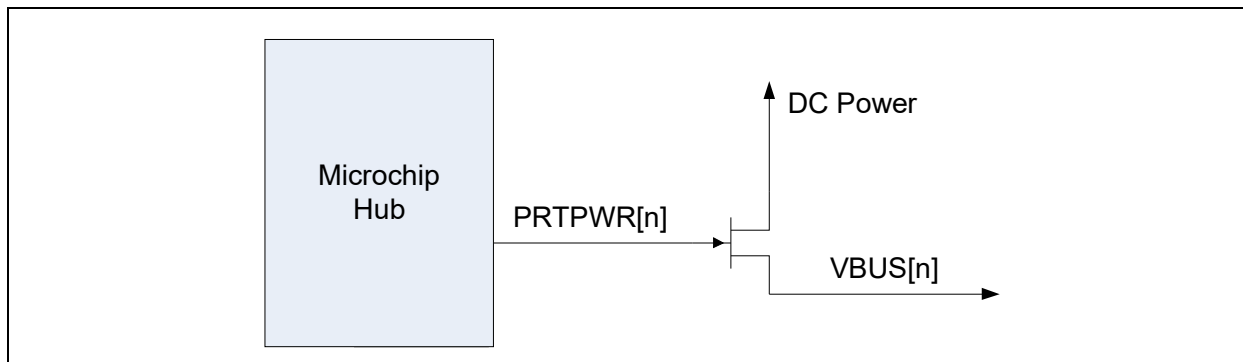 DC Power
Microchip
Hub
PRTPWR[n]
VBUS[n]